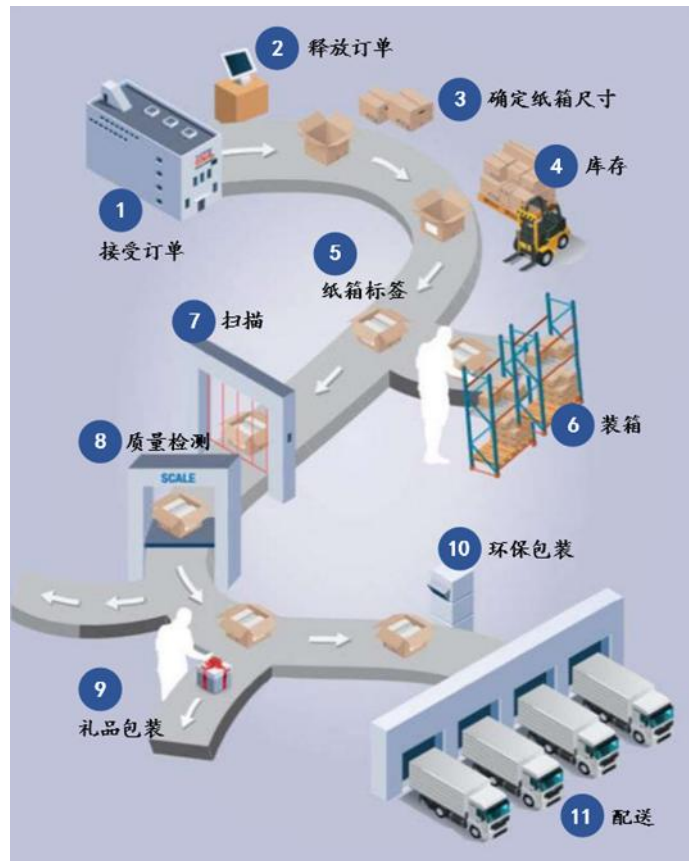 2 释放订单
3 确定纸箱尺寸
4 库存
1
接受订单
5
纸箱标签
7 扫描
6 装箱
8 质量检测
SCALE
10 环保包装
9
礼品包装
11 配送